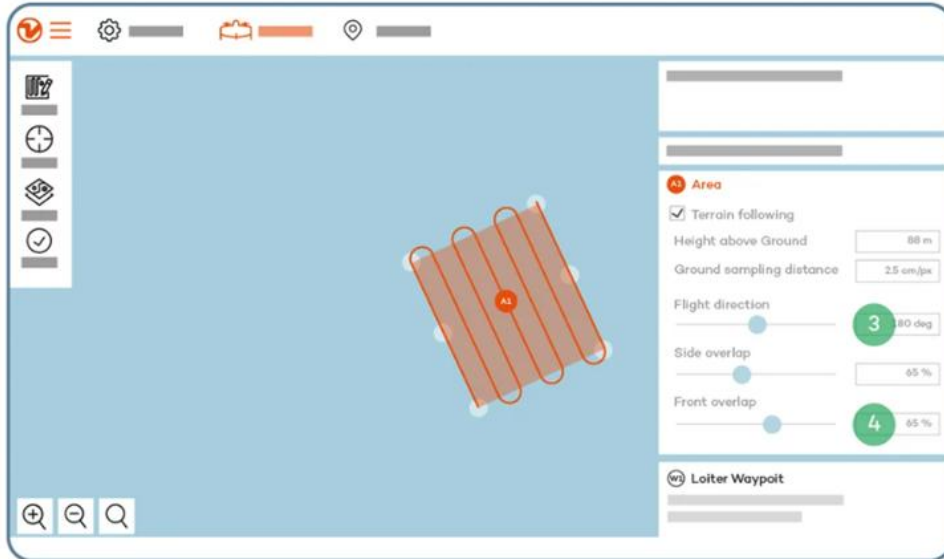 A1 Area
Terrain following
Height above Ground 88 m
Ground sampling distance 2.5 cm/px
Flight direction
3 180 deg
Side overlap
65 %
Front overlap
4 65 %
A1
W1 Loiter Waypoit